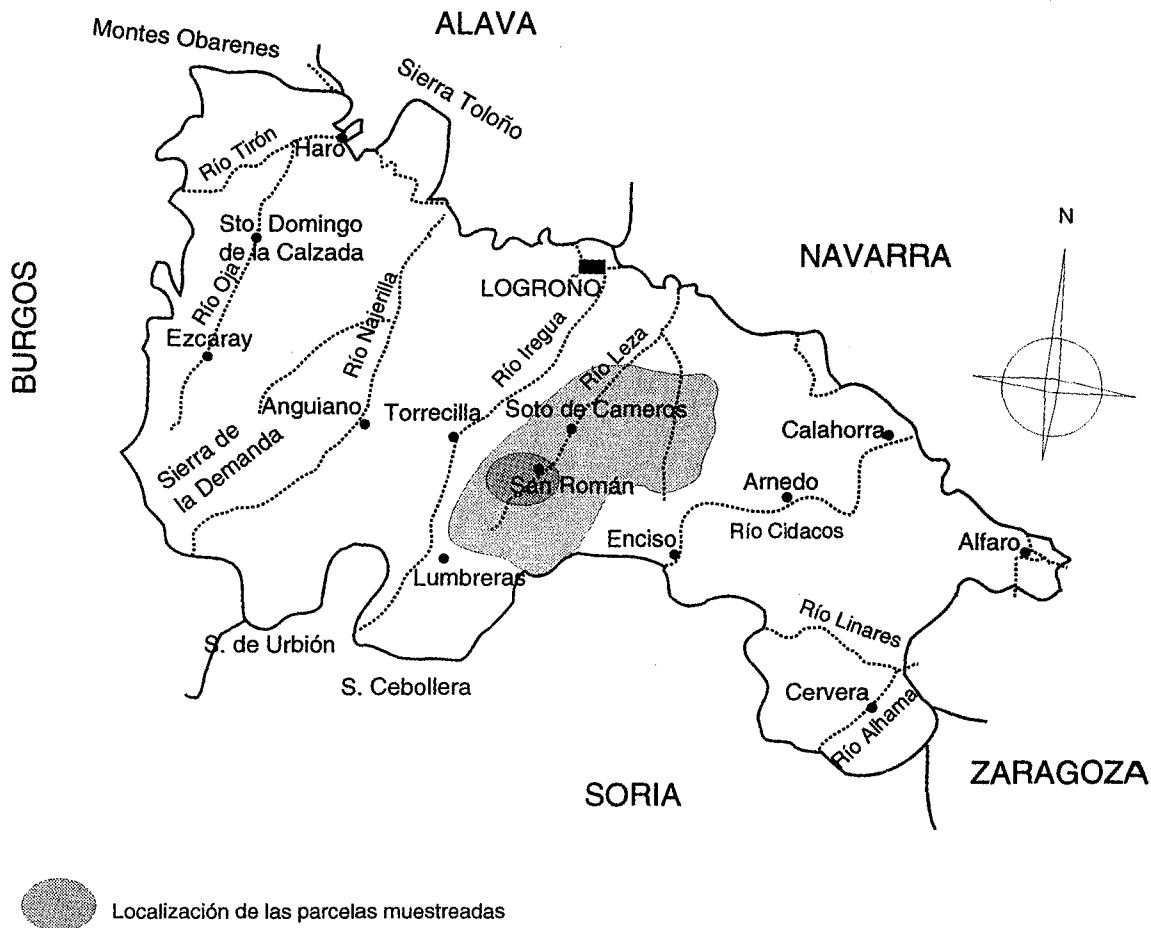 ALAVA
Montes Obarenes
Sierra Toloño
Río Tirón
Haro
N
Sto. Domingo
de la Calzada
NAVARRA
BURGOS
LOGROÑO
Río Oja
Río Najerilla
Ezcaray
Río Iregua
Río Leza
Anguiano
Torrecilla
Soto de Cameros
Calahorra
Sierra de
la Demanda
San Román
Arnedo
Río Cidacos
Enciso
Alfaro
Lumbreras
Río Linares
S. de Urbión
S. Cebollera
Cervera
Río Alhama
ZARAGOZA
SORIA
Localización de las parcelas muestreadas